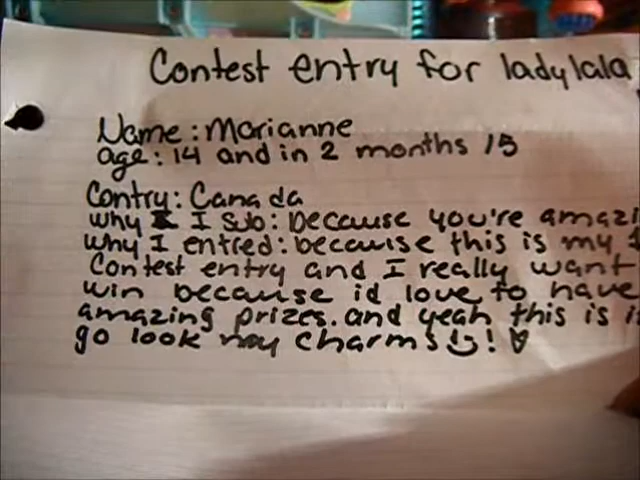 Contest entry for ladylala
Name: Marianne
age: 14 and in 2 months 15
Contry: Canada
why I I sub: because you're amazi
why I entred: because this is my 1
Contest entry and I really want
win because id love to have
amazing prizes. and yeah this is i
go look my charms !